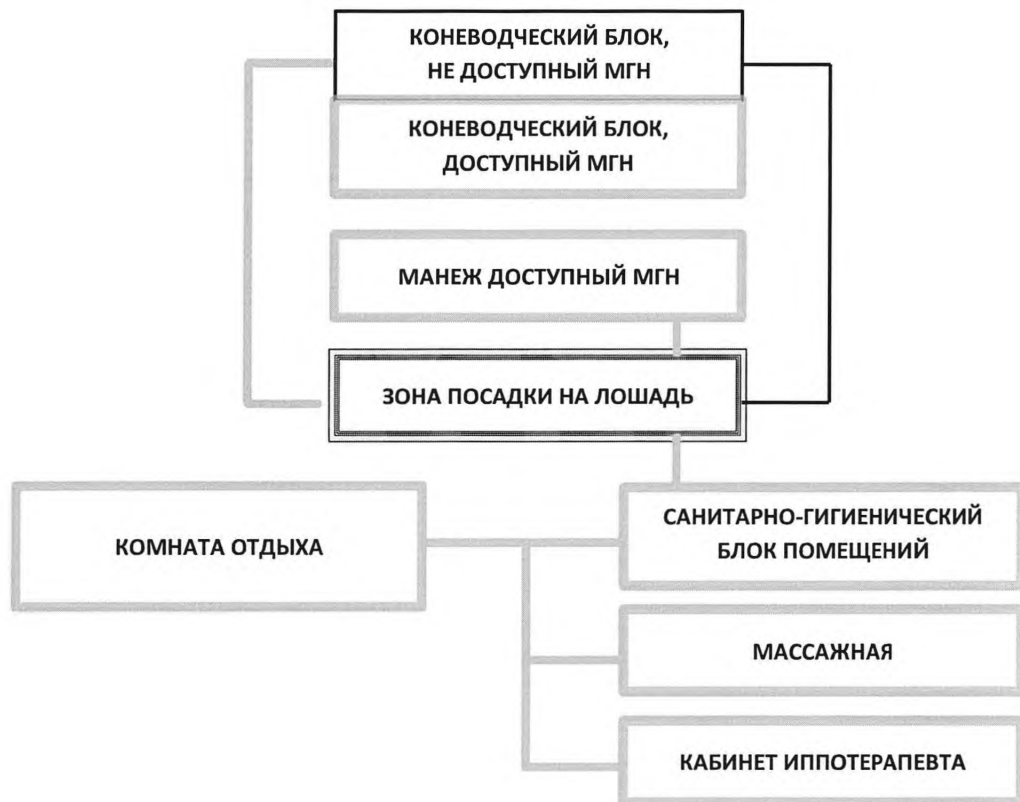 КОНЕВОДЧЕСКИЙ БЛОК,
НЕ ДОСТУПНЫЙ МГН
КОНЕВОДЧЕСКИЙ БЛОК,
ДОСТУПНЫЙ МГН
МАНЕЖ ДОСТУПНЫЙ МГН
ЗОНА ПОСАДКИ НА ЛОШАДЬ
КОМНАТА ОТДЫХА
САНИТАРНО-ГИГИЕНИЧЕСКИЙ
БЛОК ПОМЕЩЕНИЙ
МАССАЖНАЯ
КАБИНЕТ ИППОТЕРАПЕВТА